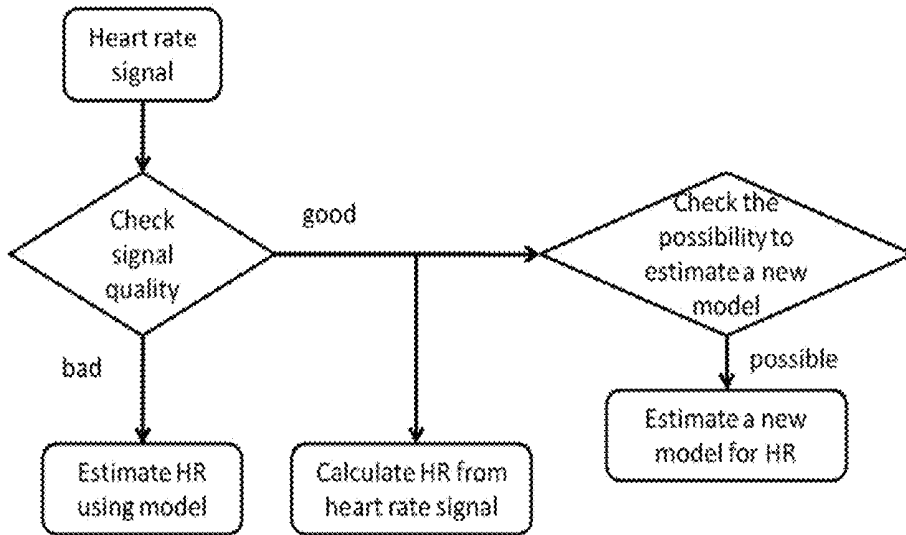 Heart rate
signal
Check
signal
quality
good
Check the
possibility to
estimate a new
model
bad
possible
Estimate HR
using model
Calculate HR from
heart rate signal
Estimate a new
model for HR